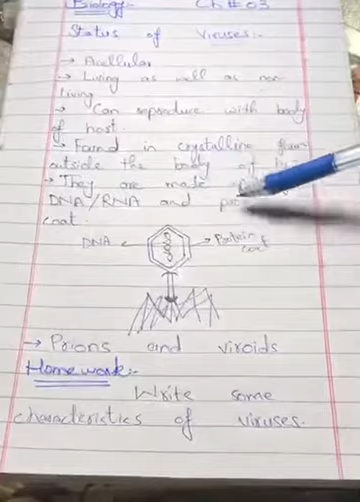 Biology:- Ch # 03
Status of Viruses:-
→ Acellular
→ Living as well as non-
living
→ Can reproduce with body
of host.
→ Found in crystalline form
outside the body of
→ They are made
DNA/RNA and
coat.
DNA Protein
coat
→ Prions and viroids
Homework:-
Write some
characteristics of viruses.